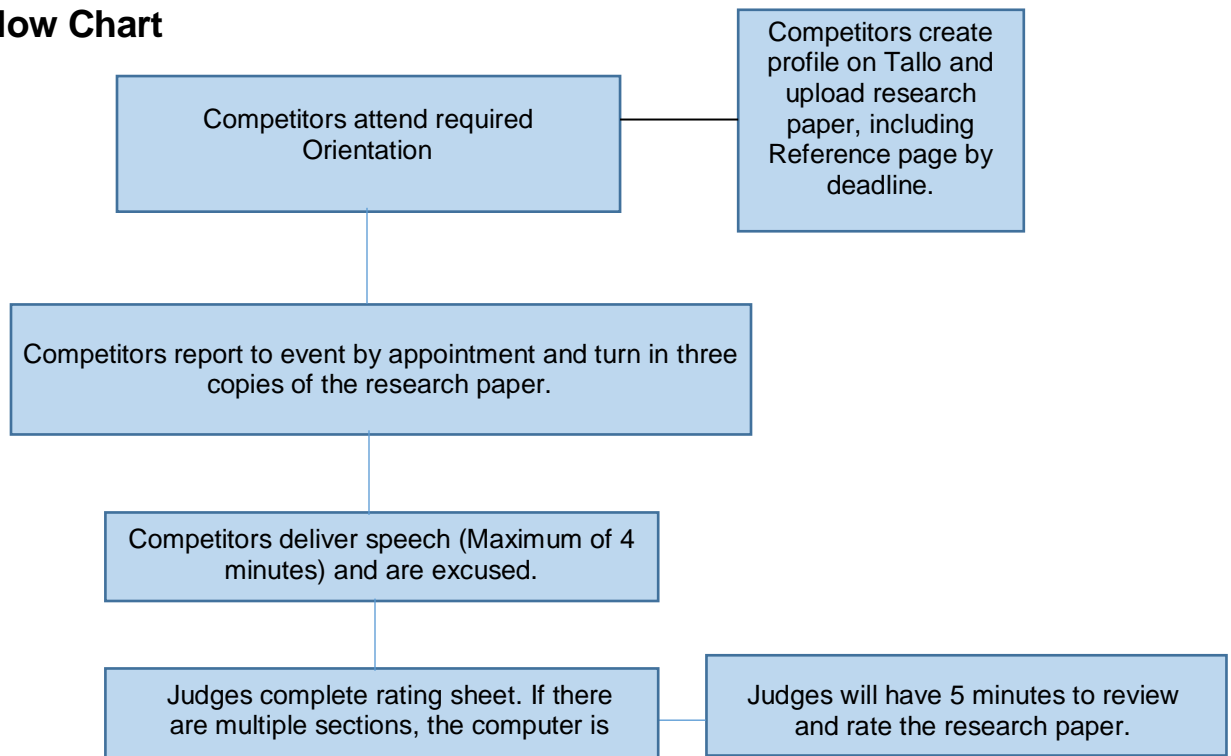 low Chart
Competitors create
profile on Tallo and
upload research
paper, including
Reference page by
deadline.
Competitors attend required
Orientation
Competitors report to event by appointment and turn in three
copies of the research paper.
Competitors deliver speech (Maximum of 4
minutes) and are excused.
Judges complete rating sheet. If there
are multiple sections, the computer is
Judges will have 5 minutes to review
and rate the research paper.